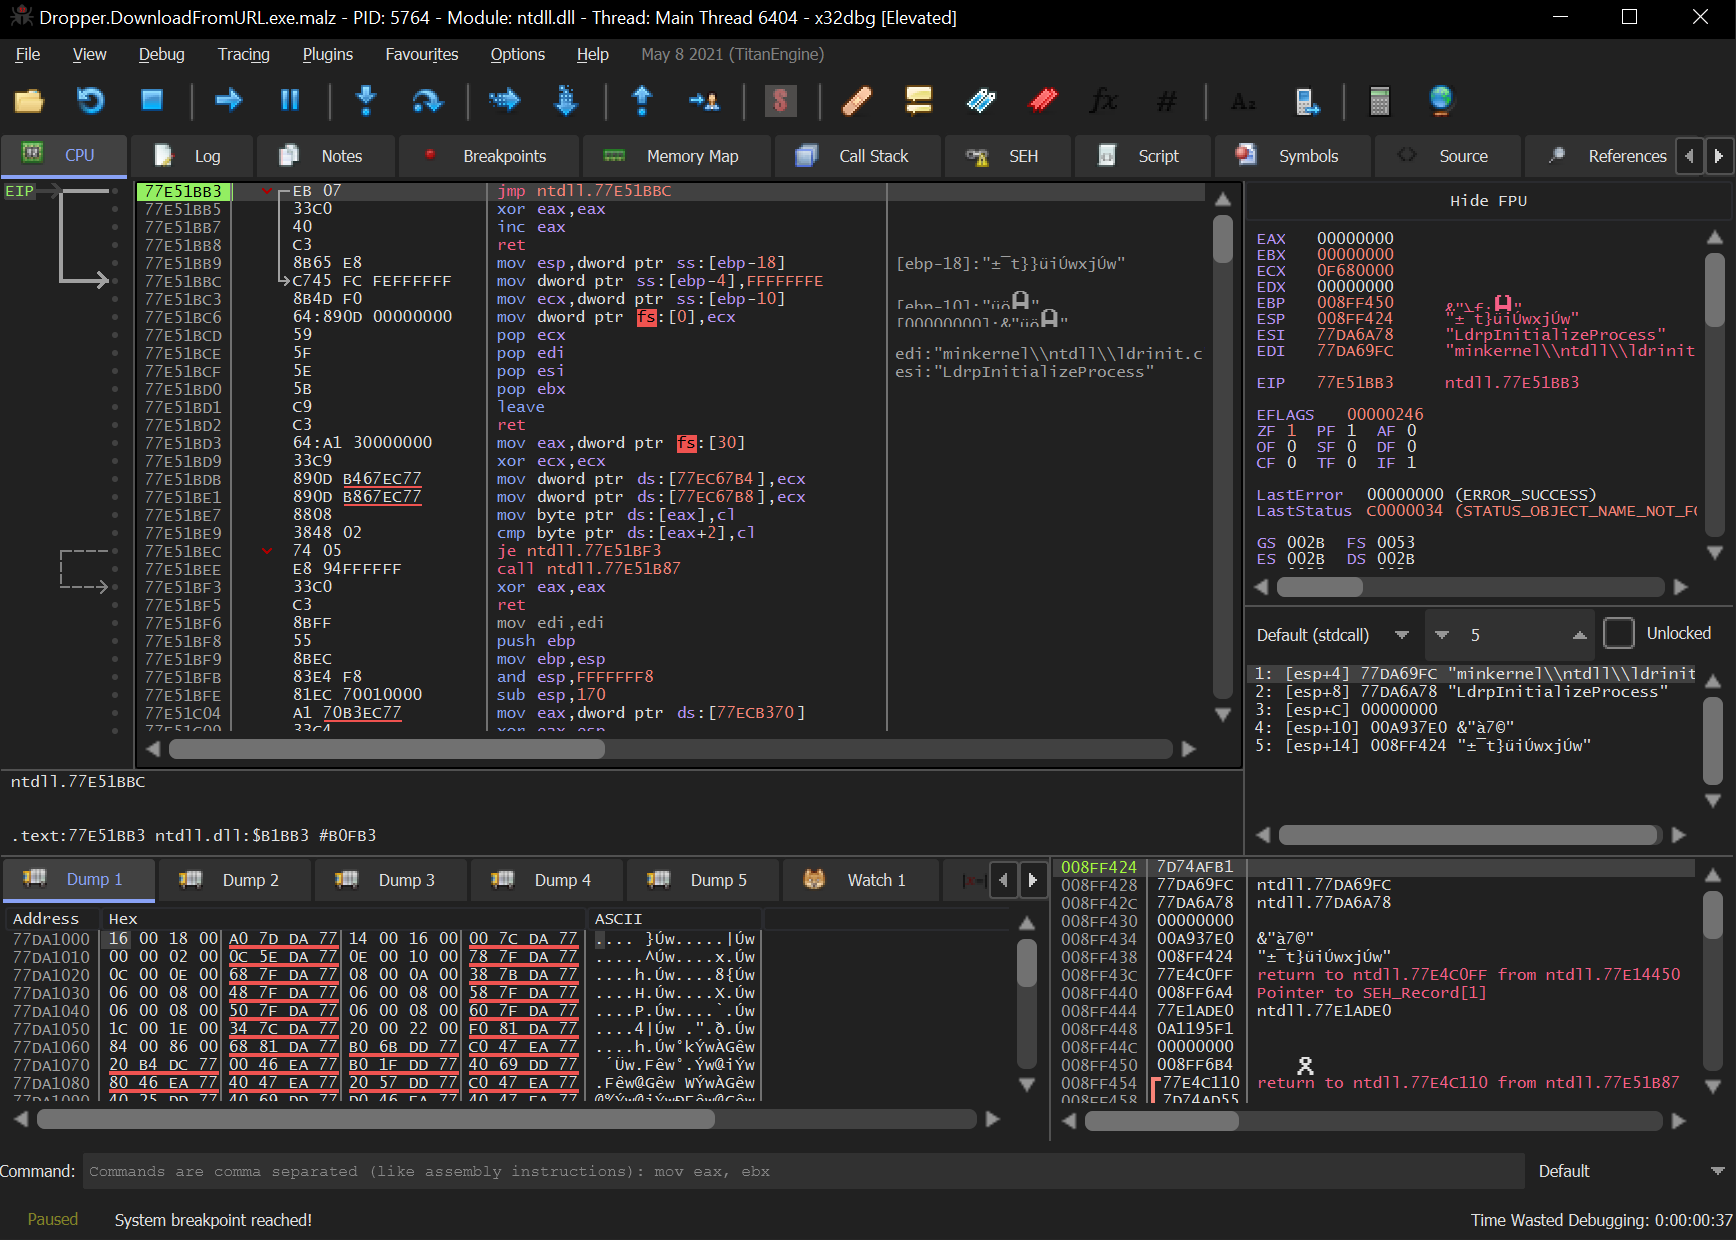 Dropper.DownloadFromURL.exe.malz - PID: 5764 - Module: ntdll.dll - Thread: Main Thread 6404 - x32dbg [Elevated]
File View Debug Tracing Plugins Favourites Options Help May 8 2021 (TitanEngine)
CPU Log Notes Breakpoints Memory Map Call Stack SEH Script Symbols Source References
EIP
77E51BB3 EB 07 jmp ntdll.77E51BBC
77E51BB5 33C0 xor eax,eax
77E51BB7 40 inc eax
77E51BB8 C3 ret
77E51BB9 8B65 E8 mov esp,dword ptr ss:[ebp-18] [ebp-18]:"±¯t}}üiÚwxjÚw"
77E51BBC C745 FC FEFFFFFF mov dword ptr ss:[ebp-4],FFFFFFFE
77E51BC3 8B4D F0 mov ecx,dword ptr ss:[ebp-10]
77E51BC6 64:890D 00000000 mov dword ptr fs:[0],ecx
77E51BCD 59 pop ecx
77E51BCE 5F pop edi edi:"minkernel\\ntdll\\ldrinit.c
77E51BCF 5E pop esi esi:"LdrpInitializeProcess"
77E51BD0 5B pop ebx
77E51BD1 C9 leave
77E51BD2 C3 ret
77E51BD3 64:A1 30000000 mov eax,dword ptr fs:[30]
77E51BD9 33C9 xor ecx,ecx
77E51BDB 890D B467EC77 mov dword ptr ds:[77EC67B4],ecx
77E51BE1 890D B867EC77 mov dword ptr ds:[77EC67B8],ecx
77E51BE7 8808 mov byte ptr ds:[eax],cl
77E51BE9 3848 02 cmp byte ptr ds:[eax+2],cl
77E51BEC 74 05 je ntdll.77E51BF3
77E51BEE E8 94FFFFFF call ntdll.77E51B87
77E51BF3 33C0 xor eax,eax
77E51BF5 C3 ret
77E51BF6 8BFF mov edi,edi
77E51BF8 55 push ebp
77E51BF9 8BEC mov ebp,esp
77E51BFB 83E4 F8 and esp,FFFFFFF8
77E51BFE 81EC 70010000 sub esp,170
77E51C04 A1 70B3EC77 mov eax,dword ptr ds:[77ECB370]
Hide FPU
EAX 00000000
EBX 00000000
ECX 0F680000
EDX 00000000
EBP 008FF450
ESP 008FF424 "±¯t}üiÚwxjÚw"
ESI 77DA6A78 "LdrpInitializeProcess"
EDI 77DA69FC "minkernel\\ntdll\\ldrinit
EIP 77E51BB3 ntdll.77E51BB3
EFLAGS 00000246
ZF 1 PF 1 AF 0
OF 0 SF 0 DF 0
CF 0 TF 0 IF 1
LastError 00000000 (ERROR_SUCCESS)
LastStatus C0000034 (STATUS_OBJECT_NAME_NOT_FO
GS 002B FS 0053
ES 002B DS 002B
Default (stdcall) 5 Unlocked
1: [esp+4] 77DA69FC "minkernel\\ntdll\\ldrinit
2: [esp+8] 77DA6A78 "LdrpInitializeProcess"
3: [esp+C] 00000000
4: [esp+10] 00A937E0 &"à7©"
5: [esp+14] 008FF424 "±¯t}üiÚwxjÚw"
ntdll.77E51BBC
.text:77E51BB3 ntdll.dll:$B1BB3 #B0FB3
Dump 1 Dump 2 Dump 3 Dump 4 Dump 5 Watch 1
Address Hex ASCII
77DA1000 16 00 18 00 A0 7D DA 77 14 00 16 00 00 7C DA 77 .... }Úw.....|Úw
77DA1010 00 00 02 00 0C 5E DA 77 0E 00 10 00 78 7F DA 77 .....^Úw....x.Úw
77DA1020 0C 00 0E 00 68 7F DA 77 08 00 0A 00 38 7B DA 77 ....h.Úw....8{Úw
77DA1030 06 00 08 00 48 7F DA 77 06 00 08 00 58 7F DA 77 ....H.Úw....X.Úw
77DA1040 06 00 08 00 50 7F DA 77 06 00 08 00 60 7F DA 77 ....P.Úw....`.Úw
77DA1050 1C 00 1E 00 34 7C DA 77 20 00 22 00 F0 81 DA 77 ....4|Úw .".ð.Úw
77DA1060 84 00 86 00 68 81 DA 77 B0 6B DD 77 C0 47 EA 77 ....h.Úw°kÝwÀGêw
77DA1070 20 B4 DC 77 00 46 EA 77 B0 1F DD 77 40 69 DD 77 ´Üw.Fêw°.Ýw@iÝw
77DA1080 80 46 EA 77 40 47 EA 77 20 57 DD 77 C0 47 EA 77 .Fêw@Gêw WÝwÀGêw
77DA1090 40 25 DD 77 40 69 DD 77 D0 46 EA 77 40 47 EA 77 @%Ýw@iÝwÐFêw@Gêw
008FF424 7D74AFB1
008FF428 77DA69FC ntdll.77DA69FC
008FF42C 77DA6A78 ntdll.77DA6A78
008FF430 00000000
008FF434 00A937E0 &"à7©"
008FF438 008FF424 "±¯t}üiÚwxjÚw"
008FF43C 77E4C0FF return to ntdll.77E4C0FF from ntdll.77E14450
008FF440 008FF6A4 Pointer to SEH_Record[1]
008FF444 77E1ADE0 ntdll.77E1ADE0
008FF448 0A1195F1
008FF44C 00000000
008FF450 008FF6B4
008FF454 77E4C110 return to ntdll.77E4C110 from ntdll.77E51B87
008FF458 7D74AD55
Command: Commands are comma separated (like assembly instructions): mov eax, ebx Default
Paused System breakpoint reached! Time Wasted Debugging: 0:00:00:37